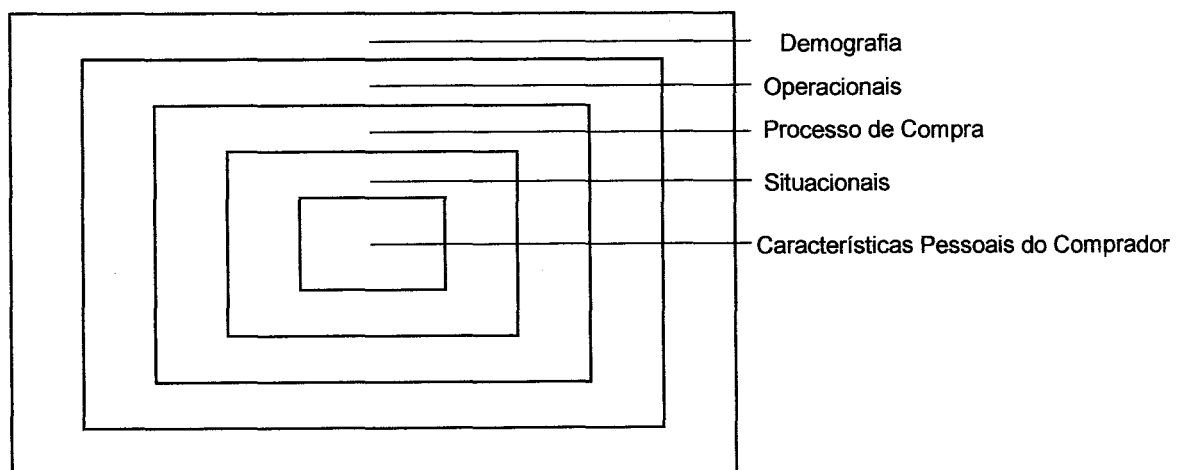 Demografia
Operacionais
Processo de Compra
Situacionais
Características Pessoais do Comprador